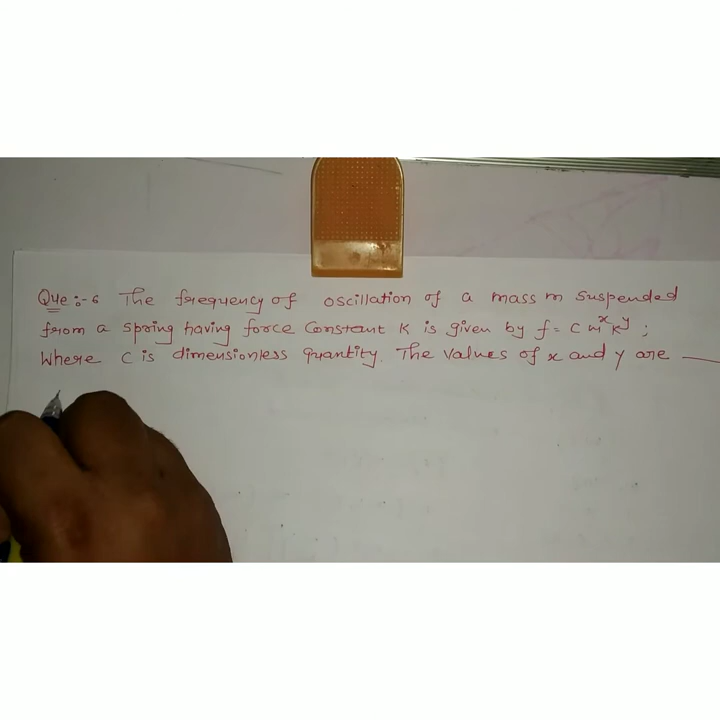 Que :- 6 The frequency of oscillation of a mass m suspended
from a spring having force constant K is given by f = C m^x K^y ;
Where C is dimensionless quantity. The values of x and y are ___